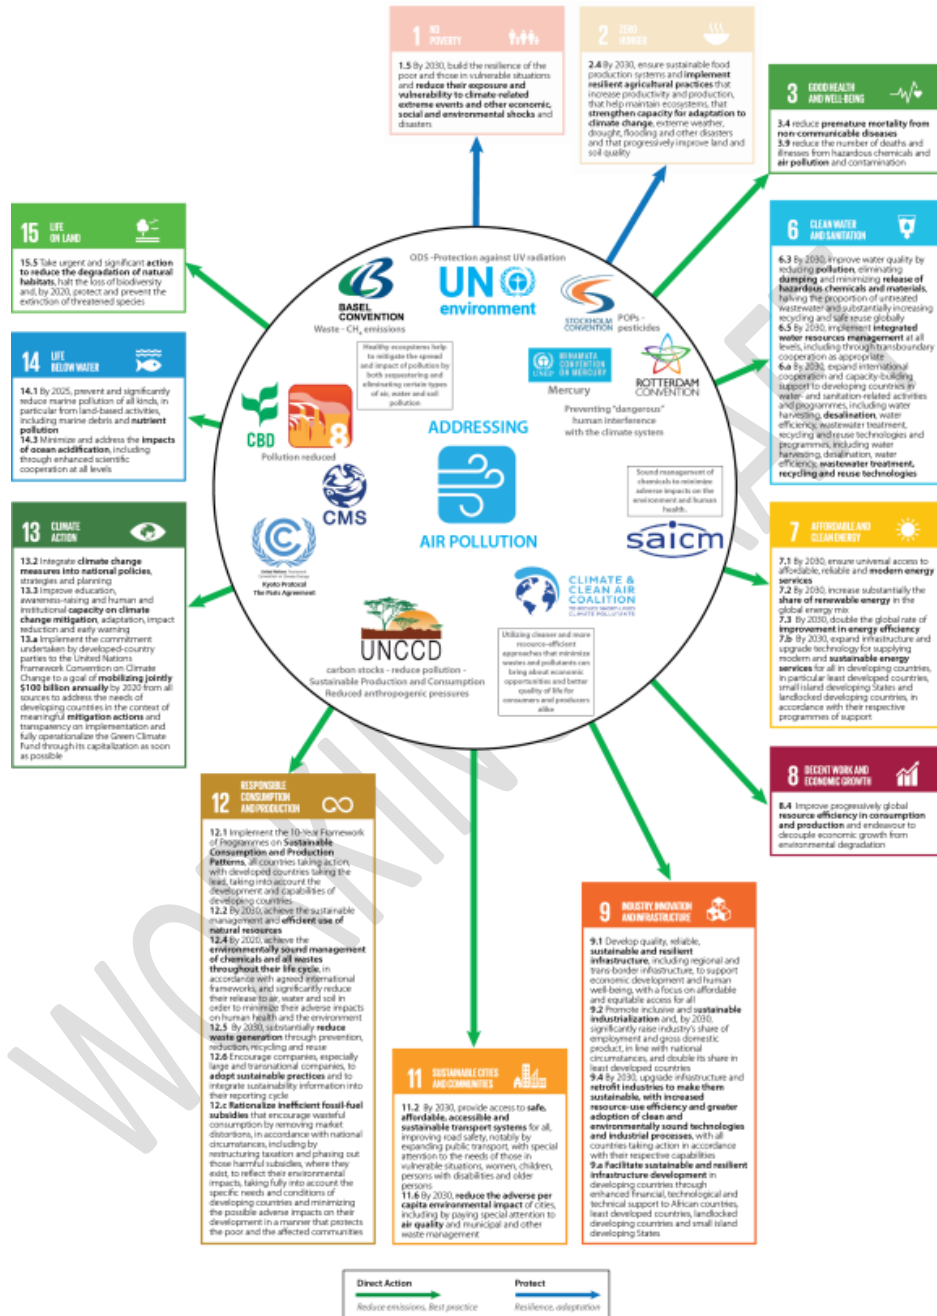 1 NO
POVERTY
1.5 By 2030, build the resilience of the
poor and those in vulnerable situations
and reduce their exposure and
vulnerability to climate-related
extreme events and other economic,
social and environmental shocks and
disasters
2 ZERO
HUNGER
2.4 By 2030, ensure sustainable food
production systems and implement
resilient agricultural practices that
increase productivity and production,
that help maintain ecosystems, that
strengthen capacity for adaptation to
climate change, extreme weather,
drought, flooding and other disasters
and that progressively improve land and
soil quality
3 GOOD HEALTH
AND WELL-BEING
3.4 reduce premature mortality from
non-communicable diseases
3.9 reduce the number of deaths and
illnesses from hazardous chemicals and
air pollution and contamination
15 LIFE
ON LAND
15.5 Take urgent and significant action
to reduce the degradation of natural
habitats, halt the loss of biodiversity
and, by 2020, protect and prevent the
extinction of threatened species
6 CLEAN WATER
AND SANITATION
6.3 By 2030, improve water quality by
reducing pollution, eliminating
dumping and minimizing release of
hazardous chemicals and materials,
halving the proportion of untreated
wastewater and substantially increasing
recycling and safe reuse globally
6.5 By 2030, implement integrated
water resources management at all
levels, including through transboundary
cooperation as appropriate
6.a By 2030, expand international
cooperation and capacity-building
support to developing countries in
water- and sanitation-related activities
and programmes, including water
harvesting, desalination, water
efficiency, wastewater treatment,
recycling and reuse technologies and
programmes, including water
harvesting, desalination, water
efficiency, wastewater treatment,
recycling and reuse technologies
14 LIFE
BELOW WATER
14.1 By 2025, prevent and significantly
reduce marine pollution of all kinds, in
particular from land-based activities,
including marine debris and nutrient
pollution
14.3 Minimize and address the impacts
of ocean acidification, including
through enhanced scientific
cooperation at all levels
ODS -Protection against UV radiation
BASEL
CONVENTION
Waste - CH4 emissions
UN
environment
STOCKHOLM
CONVENTION
POPs -
pesticides
Healthy ecosystems help
to mitigate the spread
and impact of pollution by
both sequestering and
eliminating certain types
of air, water and soil
pollution
UNEP
MINAMATA
CONVENTION
ON MERCURY
Mercury
ROTTERDAM
CONVENTION
Preventing "dangerous"
human interference
with the climate system
CBD
8
Pollution reduced
ADDRESSING
AIR POLLUTION
CMS
Sound management of
chemicals to minimize
adverse impacts on the
environment and human
health.
saicm
Kyoto Protocol
The Paris Agreement
CLIMATE &
CLEAN AIR
COALITION
TO REDUCE SHORT-LIVED
CLIMATE POLLUTANTS
UNCCD
carbon stocks - reduce pollution -
Sustainable Production and Consumption
Reduced anthropogenic pressures
Utilizing cleaner and more
resource-efficient
approaches that minimize
wastes and pollutants can
bring about economic
opportunities and better
quality of life for
consumers and producers
alike
13 CLIMATE
ACTION
13.2 Integrate climate change
measures into national policies,
strategies and planning
13.3 Improve education,
awareness-raising and human and
institutional capacity on climate
change mitigation, adaptation, impact
reduction and early warning
13.a Implement the commitment
undertaken by developed-country
parties to the United Nations
Framework Convention on Climate
Change to a goal of mobilizing jointly
$100 billion annually by 2020 from all
sources to address the needs of
developing countries in the context of
meaningful mitigation actions and
transparency on implementation and
fully operationalize the Green Climate
Fund through its capitalization as soon
as possible
7 AFFORDABLE AND
CLEAN ENERGY
7.1 By 2030, ensure universal access to
affordable, reliable and modern energy
services
7.2 By 2030, increase substantially the
share of renewable energy in the
global energy mix
7.3 By 2030, double the global rate of
improvement in energy efficiency
7.b By 2030, expand infrastructure and
upgrade technology for supplying
modern and sustainable energy
services for all in developing countries,
in particular least developed countries,
small island developing States and
landlocked developing countries, in
accordance with their respective
programmes of support
8 DECENT WORK AND
ECONOMIC GROWTH
8.4 Improve progressively global
resource efficiency in consumption
and production and endeavour to
decouple economic growth from
environmental degradation
12 RESPONSIBLE
CONSUMPTION
AND PRODUCTION
12.1 Implement the 10-Year Framework
of Programmes on Sustainable
Consumption and Production
Patterns, all countries taking action,
with developed countries taking the
lead, taking into account the
development and capabilities of
developing countries
12.2 By 2030, achieve the sustainable
management and efficient use of
natural resources
12.4 By 2020, achieve the
environmentally sound management
of chemicals and all wastes
throughout their life cycle, in
accordance with agreed international
frameworks, and significantly reduce
their release to air, water and soil in
order to minimize their adverse impacts
on human health and the environment
12.5 By 2030, substantially reduce
waste generation through prevention,
reduction, recycling and reuse
12.6 Encourage companies, especially
large and transnational companies, to
adopt sustainable practices and to
integrate sustainability information into
their reporting cycle
12.c Rationalize inefficient fossil-fuel
subsidies that encourage wasteful
consumption by removing market
distortions, in accordance with national
circumstances, including by
restructuring taxation and phasing out
those harmful subsidies, where they
exist, to reflect their environmental
impacts, taking fully into account the
specific needs and conditions of
developing countries and minimizing
the possible adverse impacts on their
development in a manner that protects
the poor and the affected communities
11 SUSTAINABLE CITIES
AND COMMUNITIES
11.2 By 2030, provide access to safe,
affordable, accessible and
sustainable transport systems for all,
improving road safety, notably by
expanding public transport, with special
attention to the needs of those in
vulnerable situations, women, children,
persons with disabilities and older
persons
11.6 By 2030, reduce the adverse per
capita environmental impact of cities,
including by paying special attention to
air quality and municipal and other
waste management
9 INDUSTRY, INNOVATION
AND INFRASTRUCTURE
9.1 Develop quality, reliable,
sustainable and resilient
infrastructure, including regional and
trans-border infrastructure, to support
economic development and human
well-being, with a focus on affordable
and equitable access for all
9.2 Promote inclusive and sustainable
industrialization and, by 2030,
significantly raise industry's share of
employment and gross domestic
product, in line with national
circumstances, and double its share in
least developed countries
9.4 By 2030, upgrade infrastructure and
retrofit industries to make them
sustainable, with increased
resource-use efficiency and greater
adoption of clean and
environmentally sound technologies
and industrial processes, with all
countries taking action in accordance
with their respective capabilities
9.a Facilitate sustainable and resilient
infrastructure development in
developing countries through
enhanced financial, technological and
technical support to African countries,
least developed countries, landlocked
developing countries and small island
developing States
Direct Action
Reduce emissions, Best practice
Protect
Resilience, adaptation